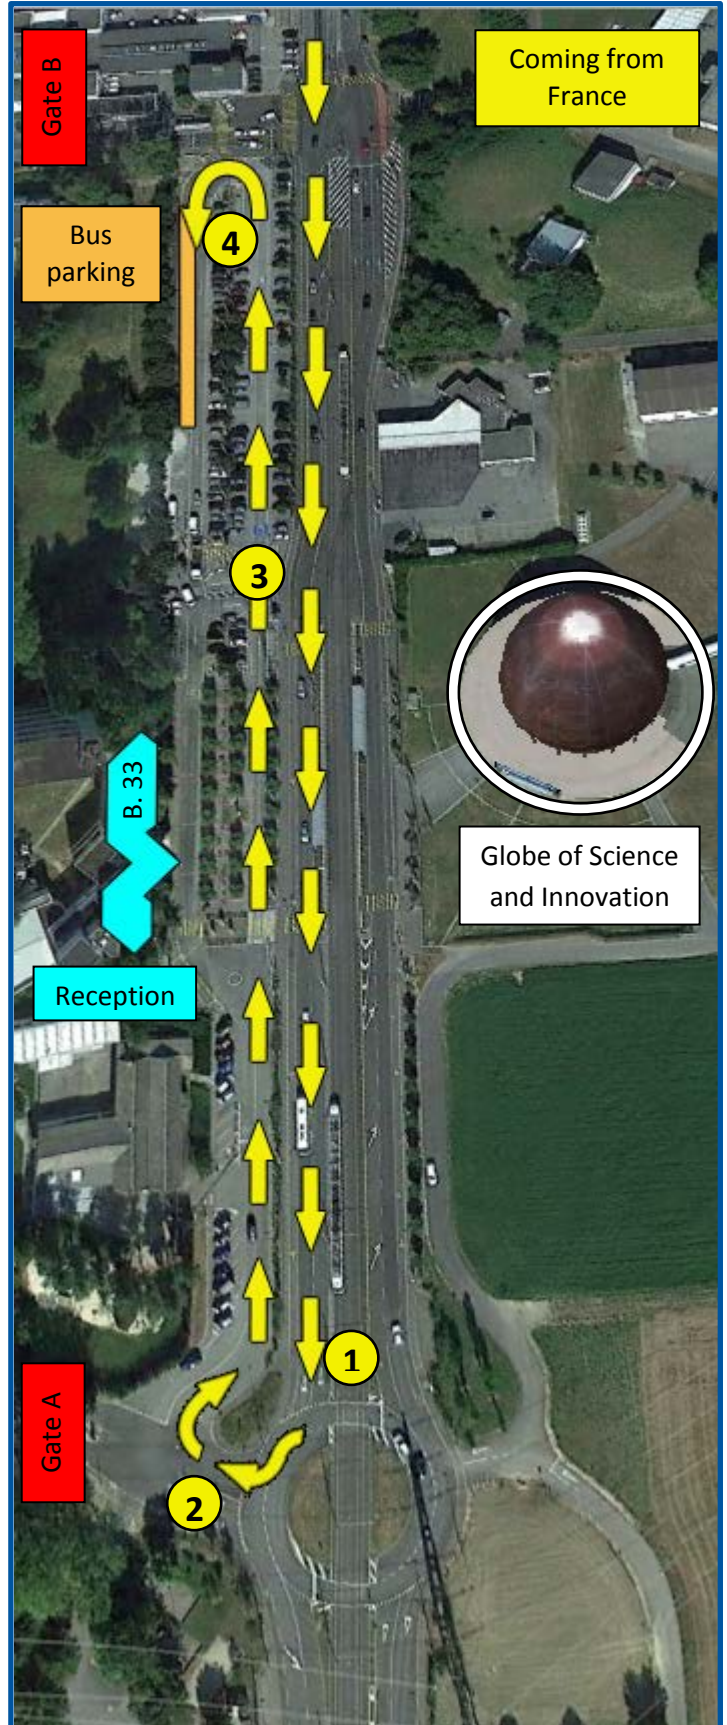 Gate B
Coming from
France
Bus
parking
4
3
B. 33
Globe of Science
and Innovation
Reception
1
Gate A
2